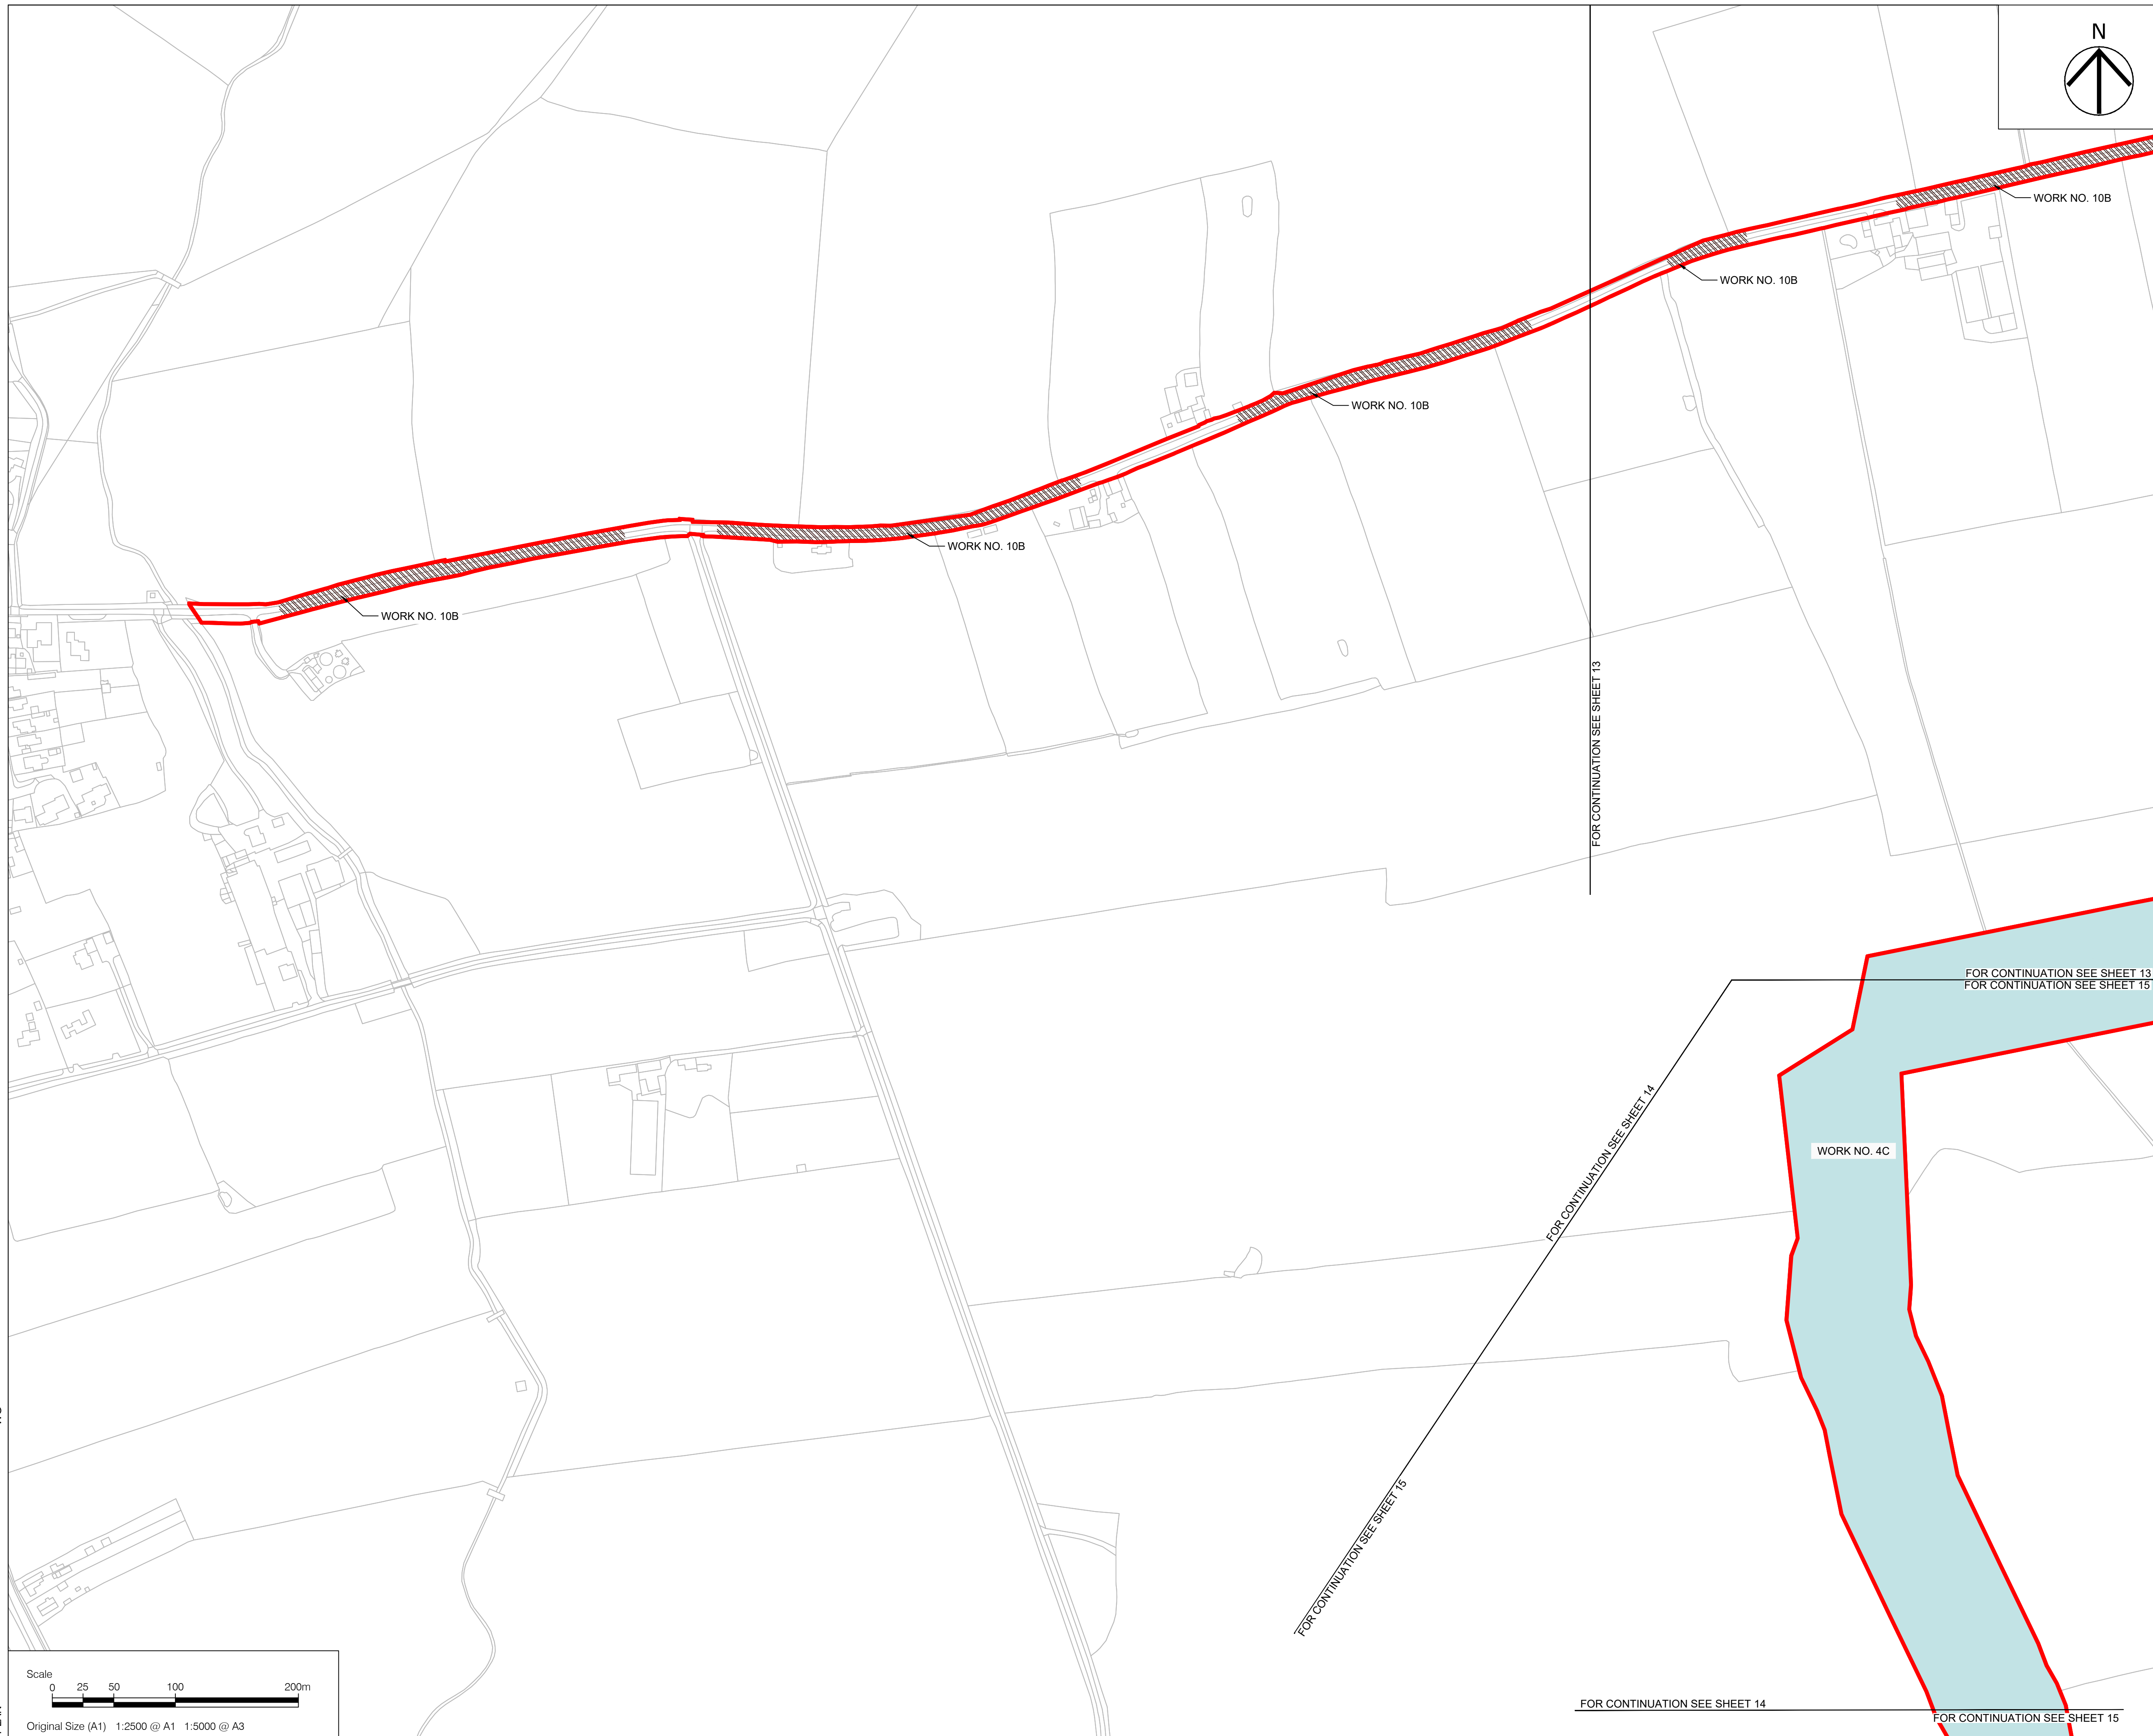 N
WORK NO. 10B
WORK NO. 10B
WORK NO. 10B
WORK NO. 10B
WORK NO. 10B
FOR CONTINUATION SEE SHEET 13
FOR CONTINUATION SEE SHEET 13
FOR CONTINUATION SEE SHEET 15
FOR CONTINUATION SEE SHEET 14
WORK NO. 4C
FOR CONTINUATION SEE SHEET 15
Scale
0 25 50 100 200m
Original Size (A1) 1:2500 @ A1 1:5000 @ A3
FOR CONTINUATION SEE SHEET 14
FOR CONTINUATION SEE SHEET 15